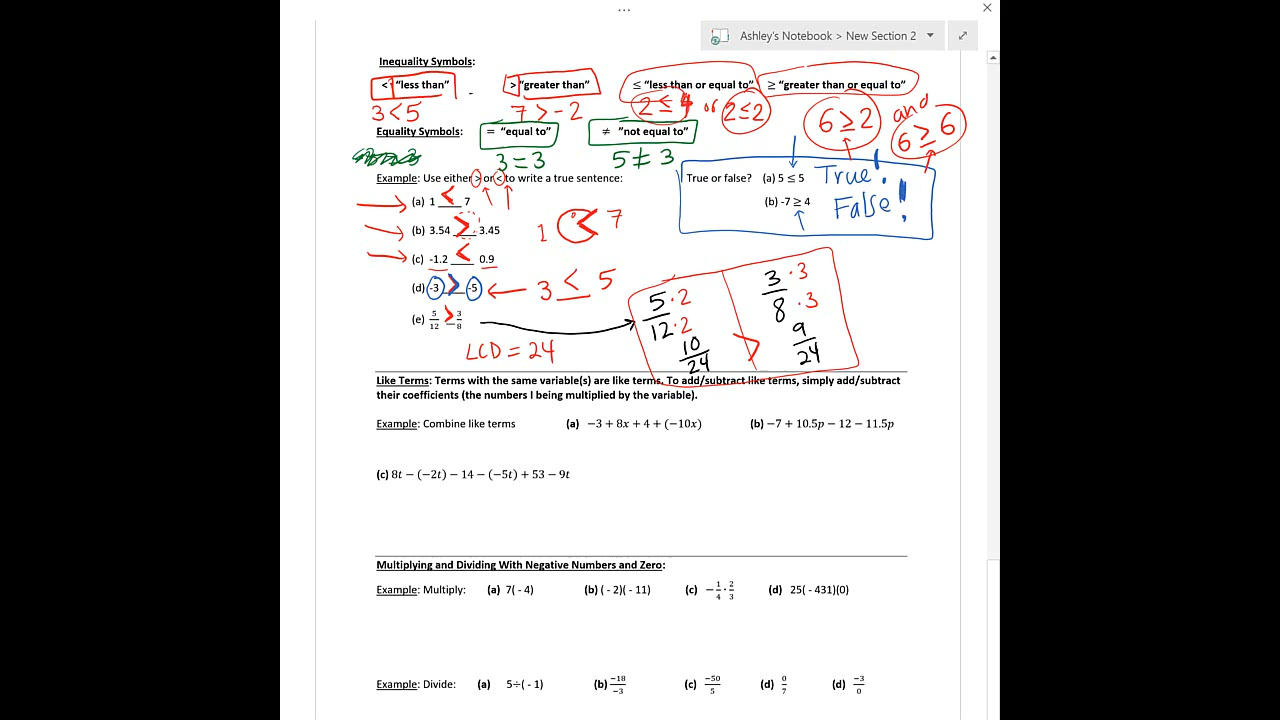 Ashley's Notebook > New Section 2
Inequality Symbols:
< "less than" > "greater than" ≤ "less than or equal to" ≥ "greater than or equal to"
3 < 5 7 > -2 2 ≤ 4 or 2 ≤ 2 6 ≥ 2 and 6 ≥ 6
Equality Symbols: = "equal to" ≠ "not equal to"
3 = 3 5 ≠ 3
Example: Use either > or < to write a true sentence: True or false? (a) 5 ≤ 5 True!
(a) 1 < 7 (b) -7 ≥ 4 False!
(b) 3.54 > 3.45 1 < 7
(c) -1.2 < 0.9
(d) -3 > -5 3 < 5
(e) 5/12 > 3/8 5·2/12·2 3·3/8·3
LCD = 24 10/24 > 9/24
Like Terms: Terms with the same variable(s) are like terms. To add/subtract like terms, simply add/subtract
their coefficients (the numbers I being multiplied by the variable).
Example: Combine like terms (a) −3 + 8x + 4 + (−10x) (b) −7 + 10.5p − 12 − 11.5p
(c) 8t − (−2t) − 14 − (−5t) + 53 − 9t
Multiplying and Dividing With Negative Numbers and Zero:
Example: Multiply: (a) 7( - 4) (b) ( - 2)( - 11) (c) −1/4 · 2/3 (d) 25( - 431)(0)
Example: Divide: (a) 5÷( - 1) (b) −18/−3 (c) −50/5 (d) 0/7 (d) −3/0